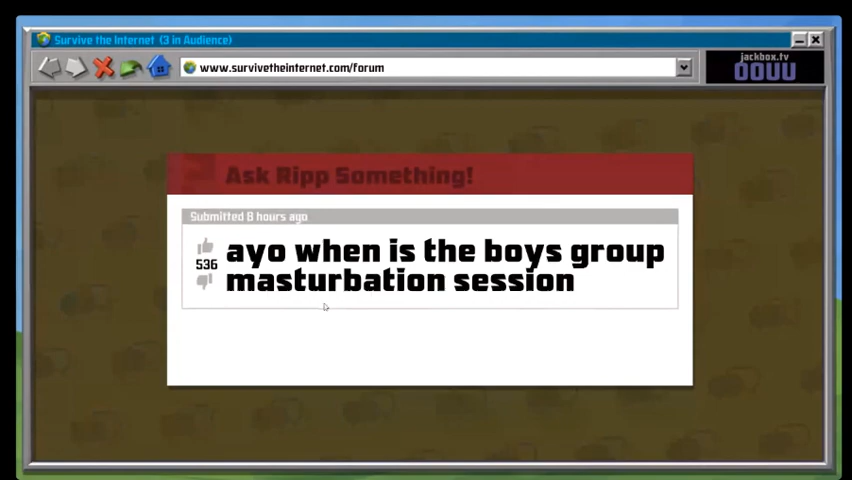 Survive the Internet (3 in Audience)
www.survivetheinternet.com/forum
jackbox.tv
OOUU
Ask Ripp Something!
Submitted 8 hours ago
536
ayo when is the boys group
masturbation session